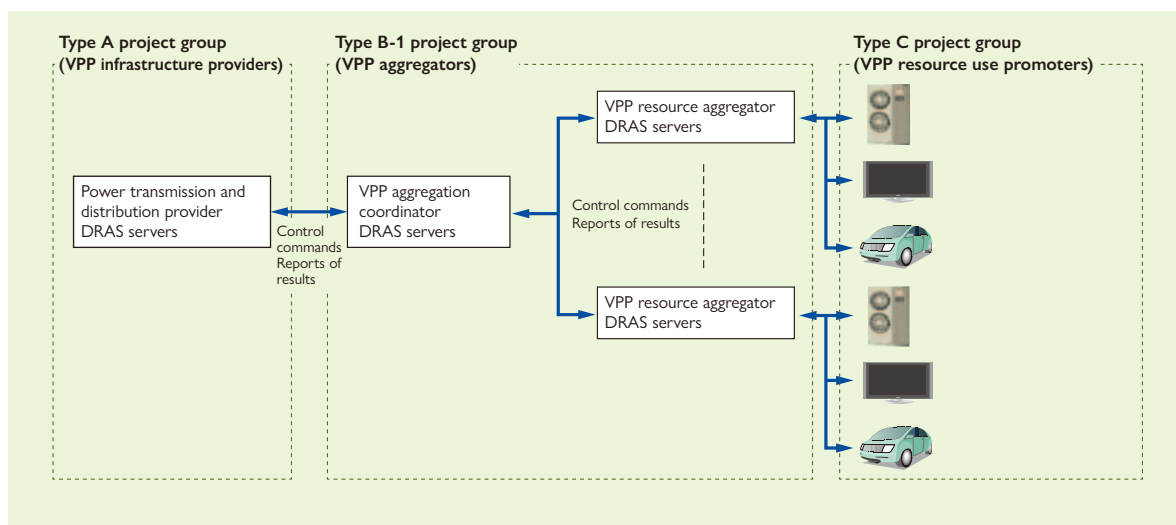 Type A project group
(VPP infrastructure providers)
Type B-1 project group
(VPP aggregators)
Type C project group
(VPP resource use promoters)
Power transmission and
distribution provider
DRAS servers
Control
commands
Reports of
results
VPP aggregation
coordinator
DRAS servers
VPP resource aggregator
DRAS servers
Control commands
Reports of results
VPP resource aggregator
DRAS servers